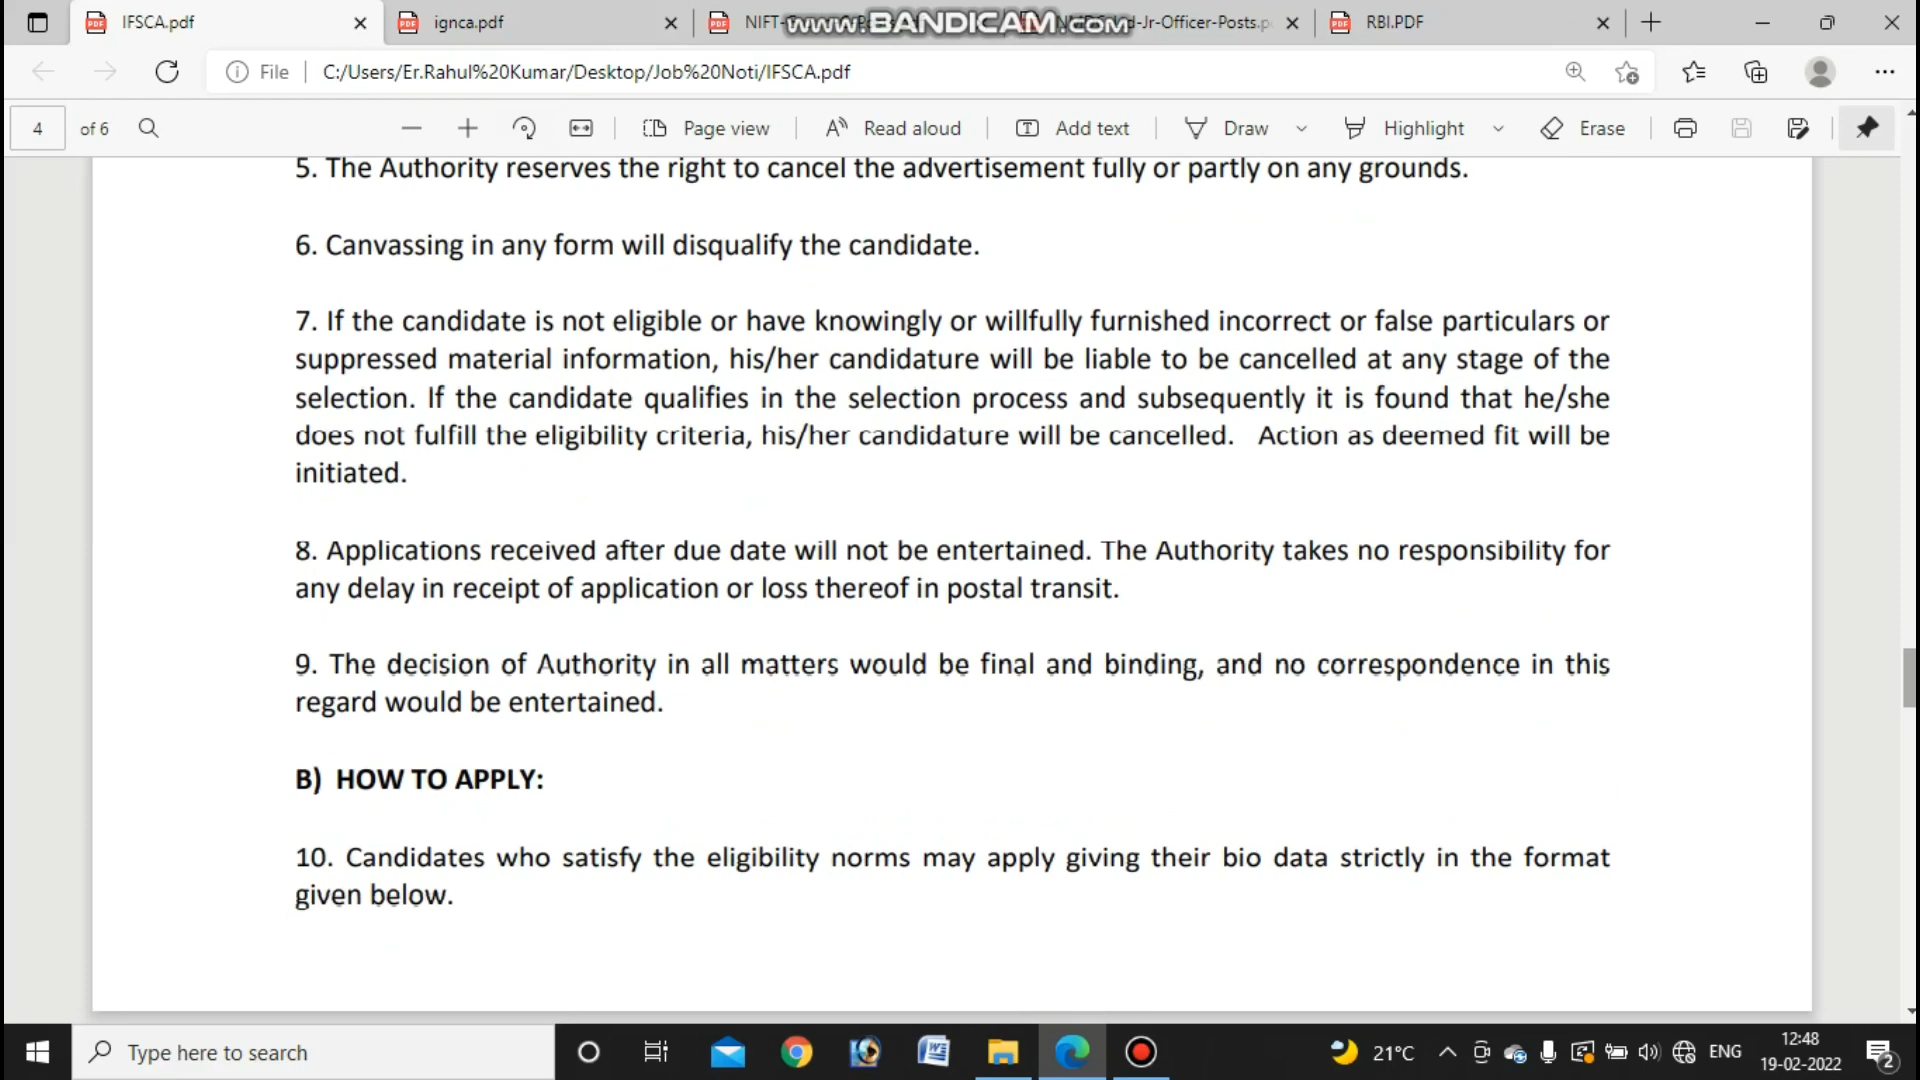 IFSCA.pdf
ignca.pdf
NIFT-
www.BANDICAM.com
d-Jr-Officer-Posts.p
RBI.PDF
File
C:/Users/Er.Rahul%20Kumar/Desktop/Job%20Noti/IFSCA.pdf
4 of 6
Page view
Read aloud
Add text
Draw
Highlight
Erase
5. The Authority reserves the right to cancel the advertisement fully or partly on any grounds.
6. Canvassing in any form will disqualify the candidate.
7. If the candidate is not eligible or have knowingly or willfully furnished incorrect or false particulars or
suppressed material information, his/her candidature will be liable to be cancelled at any stage of the
selection. If the candidate qualifies in the selection process and subsequently it is found that he/she
does not fulfill the eligibility criteria, his/her candidature will be cancelled. Action as deemed fit will be
initiated.
8. Applications received after due date will not be entertained. The Authority takes no responsibility for
any delay in receipt of application or loss thereof in postal transit.
9. The decision of Authority in all matters would be final and binding, and no correspondence in this
regard would be entertained.
B) HOW TO APPLY:
10. Candidates who satisfy the eligibility norms may apply giving their bio data strictly in the format
given below.
Type here to search
21°C
ENG
12:48
19-02-2022
2